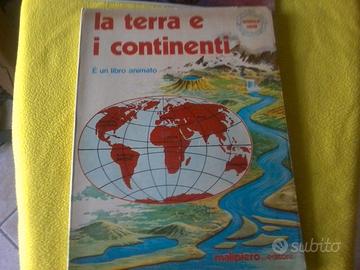 la terra e
i continenti
È un libro animato
malipiero editore
subito